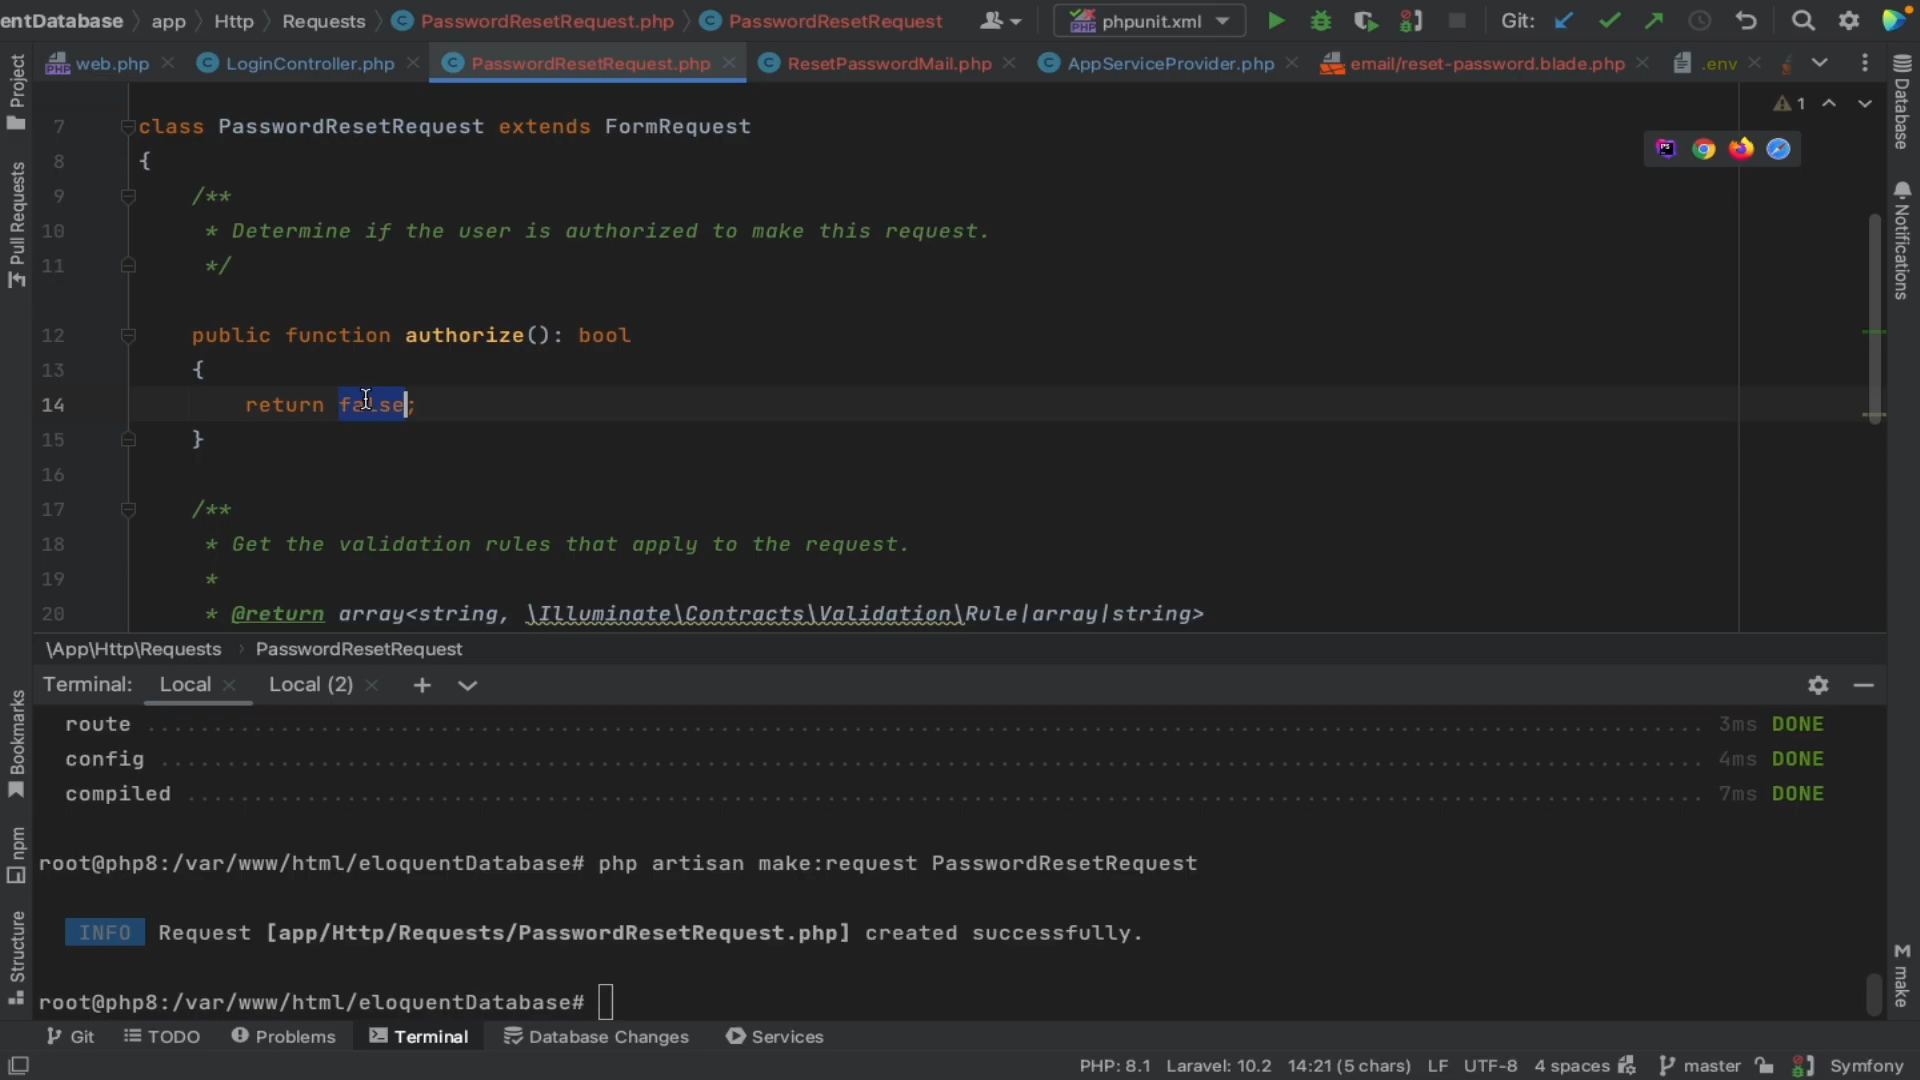 entDatabase app Http Requests PasswordResetRequest.php PasswordResetRequest phpunit.xml Git:
web.php LoginController.php PasswordResetRequest.php ResetPasswordMail.php AppServiceProvider.php email/reset-password.blade.php .env
Project
Pull Requests
Bookmarks
npm
Structure
Database
Notifications
make
1
7 class PasswordResetRequest extends FormRequest
8 {
9 /**
10 * Determine if the user is authorized to make this request.
11 */
12 public function authorize(): bool
13 {
14 return false;
15 }
16
17 /**
18 * Get the validation rules that apply to the request.
19 *
20 * @return array<string, \Illuminate\Contracts\Validation\Rule|array|string>
\App\Http\Requests PasswordResetRequest
Terminal: Local Local (2)
route ........ 3ms DONE
config ........ 4ms DONE
compiled ........ 7ms DONE
root@php8:/var/www/html/eloquentDatabase# php artisan make:request PasswordResetRequest
INFO Request [app/Http/Requests/PasswordResetRequest.php] created successfully.
root@php8:/var/www/html/eloquentDatabase#
Git TODO Problems Terminal Database Changes Services
PHP: 8.1 Laravel: 10.2 14:21 (5 chars) LF UTF-8 4 spaces master Symfony